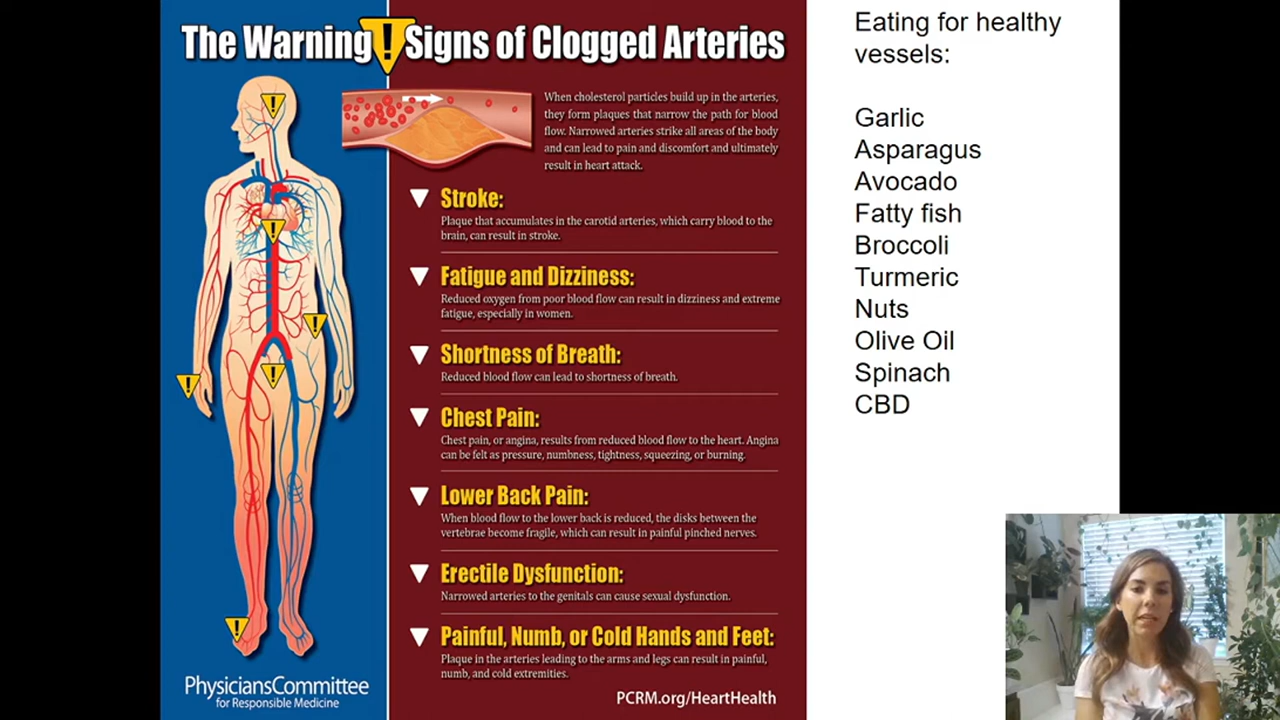 The Warning ! Signs of Clogged Arteries
When cholesterol particles build up in the arteries,
they form plaques that narrow the path for blood
flow. Narrowed arteries strike all areas of the body
and can lead to pain and discomfort and ultimately
result in heart attack.
Stroke:
Plaque that accumulates in the carotid arteries, which carry blood to the
brain, can result in stroke.
Fatigue and Dizziness:
Reduced oxygen from poor blood flow can result in dizziness and extreme
fatigue, especially in women.
Shortness of Breath:
Reduced blood flow can lead to shortness of breath.
Chest Pain:
Chest pain, or angina, results from reduced blood flow to the heart. Angina
can be felt as pressure, numbness, tightness, squeezing, or burning.
Lower Back Pain:
When blood flow to the lower back is reduced, the disks between the
vertebrae become fragile, which can result in painful pinched nerves.
Erectile Dysfunction:
Narrowed arteries to the genitals can cause sexual dysfunction.
Painful, Numb, or Cold Hands and Feet:
Plaque in the arteries leading to the arms and legs can result in painful,
numb, and cold extremities.
PhysiciansCommittee
for Responsible Medicine
PCRM.org/HeartHealth
Eating for healthy
vessels:
Garlic
Asparagus
Avocado
Fatty fish
Broccoli
Turmeric
Nuts
Olive Oil
Spinach
CBD